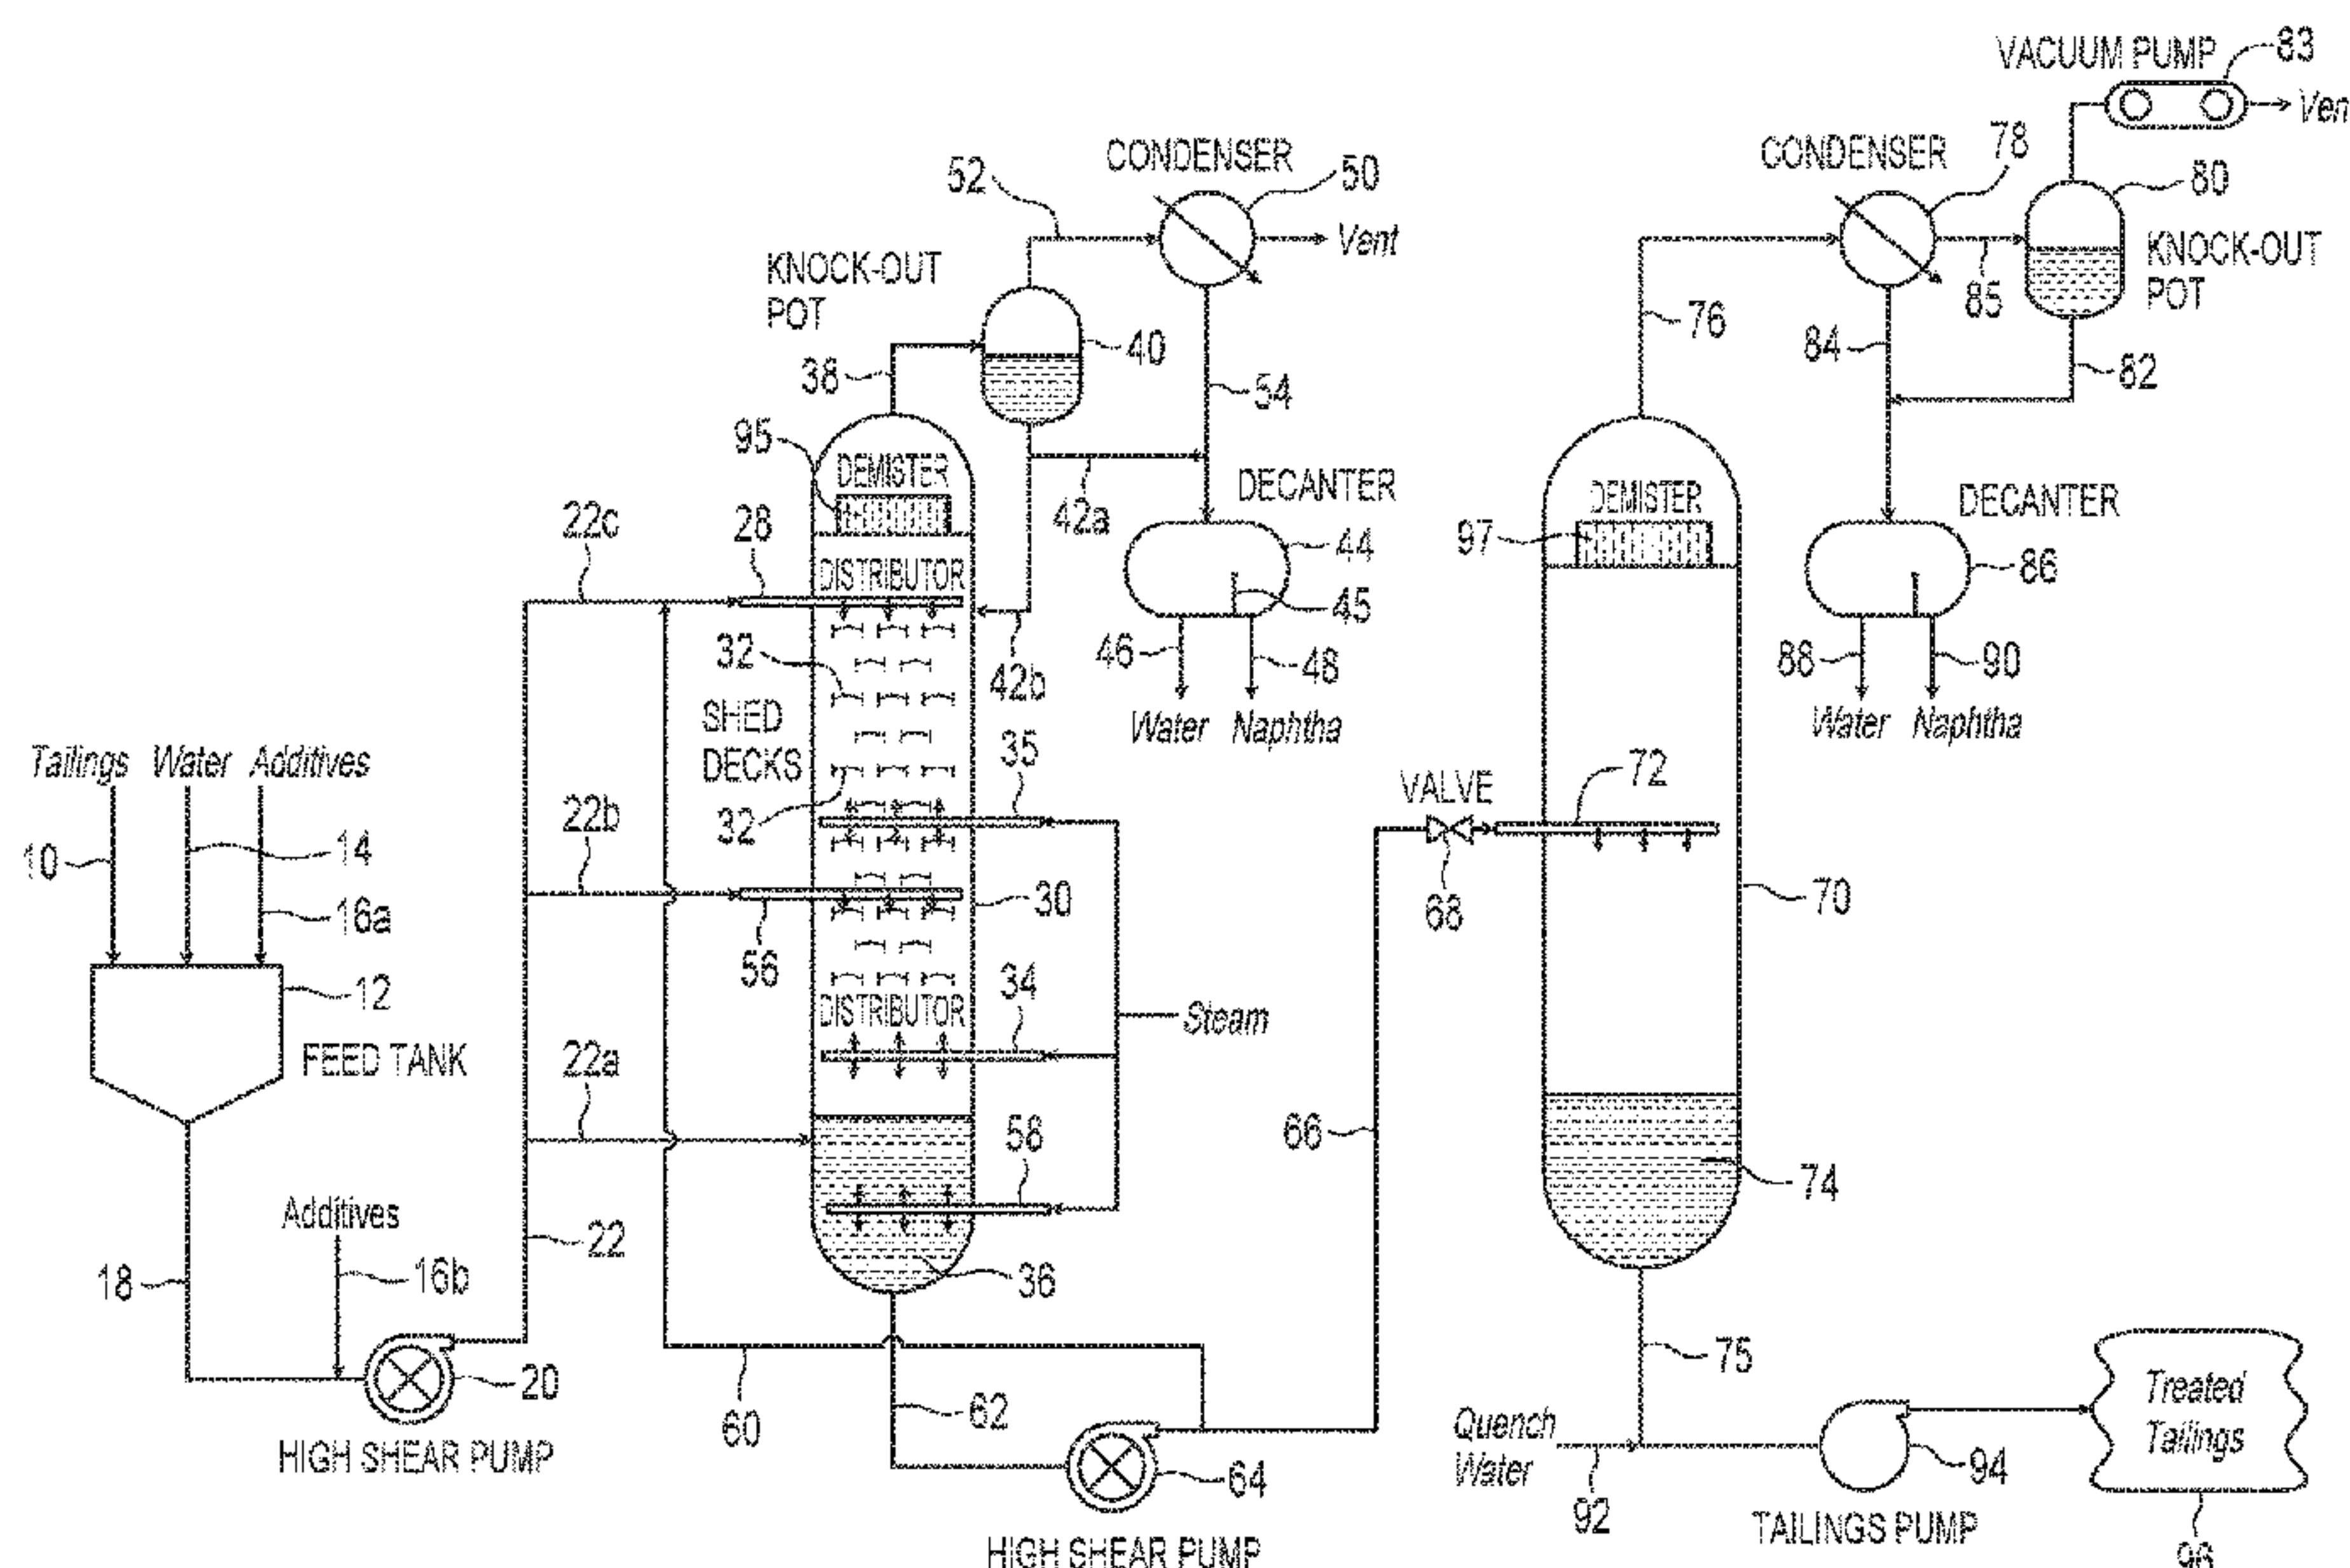 VACUUM PUMP
83
Ven
CONDENSER
78
80
KNOCK-OUT
POT
85
76
84
82
CONDENSER
50
52
Vent
KNOCK-OUT
POT
38
40
54
95
DEMISTER
42a
DECANTER
44
45
46
48
Water Naphtha
DEMISTER
97
DECANTER
86
88
90
Water Naphtha
22c
28
DISTRIBUTOR
42b
32
SHED
DECKS
32
35
22b
56
30
34
DISTRIBUTOR
Steam
22a
58
36
Tailings Water Additives
10
14
16a
12
FEED TANK
Additives
18
16b
22
20
HIGH SHEAR PUMP
60
62
64
HIGH SHEAR PUMP
66
VALVE
68
72
70
74
75
Quench
Water
92
94
TAILINGS PUMP
Treated
Tailings
96